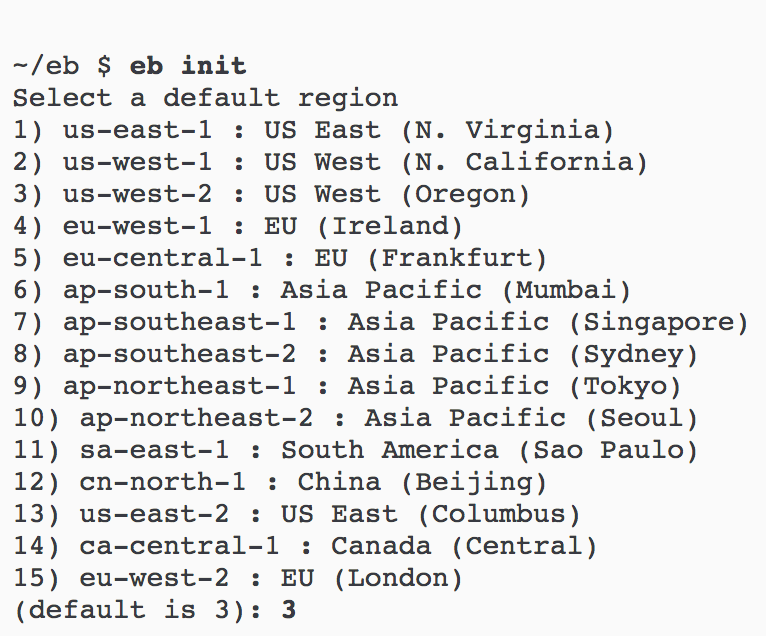 ~/eb $ eb init
Select a default region
1) us-east-1 : US East (N. Virginia)
2) us-west-1 : US West (N. California)
3) us-west-2 : US West (Oregon)
4) eu-west-1 : EU (Ireland)
5) eu-central-1 : EU (Frankfurt)
6) ap-south-1 : Asia Pacific (Mumbai)
7) ap-southeast-1 : Asia Pacific (Singapore)
8) ap-southeast-2 : Asia Pacific (Sydney)
9) ap-northeast-1 : Asia Pacific (Tokyo)
10) ap-northeast-2 : Asia Pacific (Seoul)
11) sa-east-1 : South America (Sao Paulo)
12) cn-north-1 : China (Beijing)
13) us-east-2 : US East (Columbus)
14) ca-central-1 : Canada (Central)
15) eu-west-2 : EU (London)
(default is 3): 3